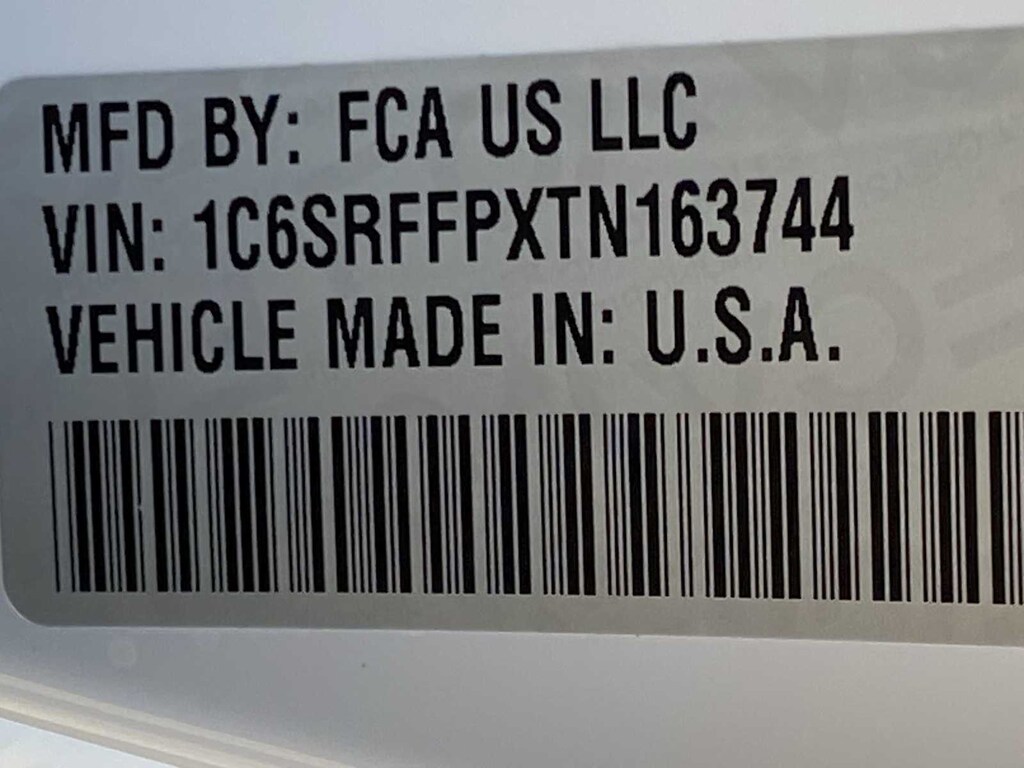 MFD BY: FCA US LLC
VIN: 1C6SRFFPXTN163744
VEHICLE MADE IN: U.S.A.